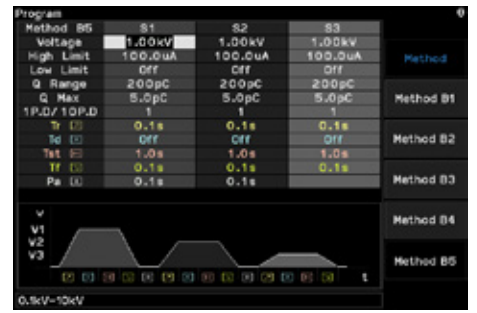 Program
Method B5 S1 S2 S3
Voltage 1.00kV 1.00kV 1.00kV
High Limit 100.0uA 100.0uA 100.0uA
Low Limit Off Off Off
Q Range 200pC 200pC 200pC
Q Max 5.0pC 5.0pC 5.0pC
1P.D/10P.D 1 1 1
Tr 0.1s 0.1s 0.1s
Td Off Off Off
Tst 1.0s 1.0s 1.0s
Tf 0.1s 0.1s 0.1s
Pa 0.1s 0.1s
V
V1
V2
V3
t
0.1kV-10kV
Method
Method B1
Method B2
Method B3
Method B4
Method B5